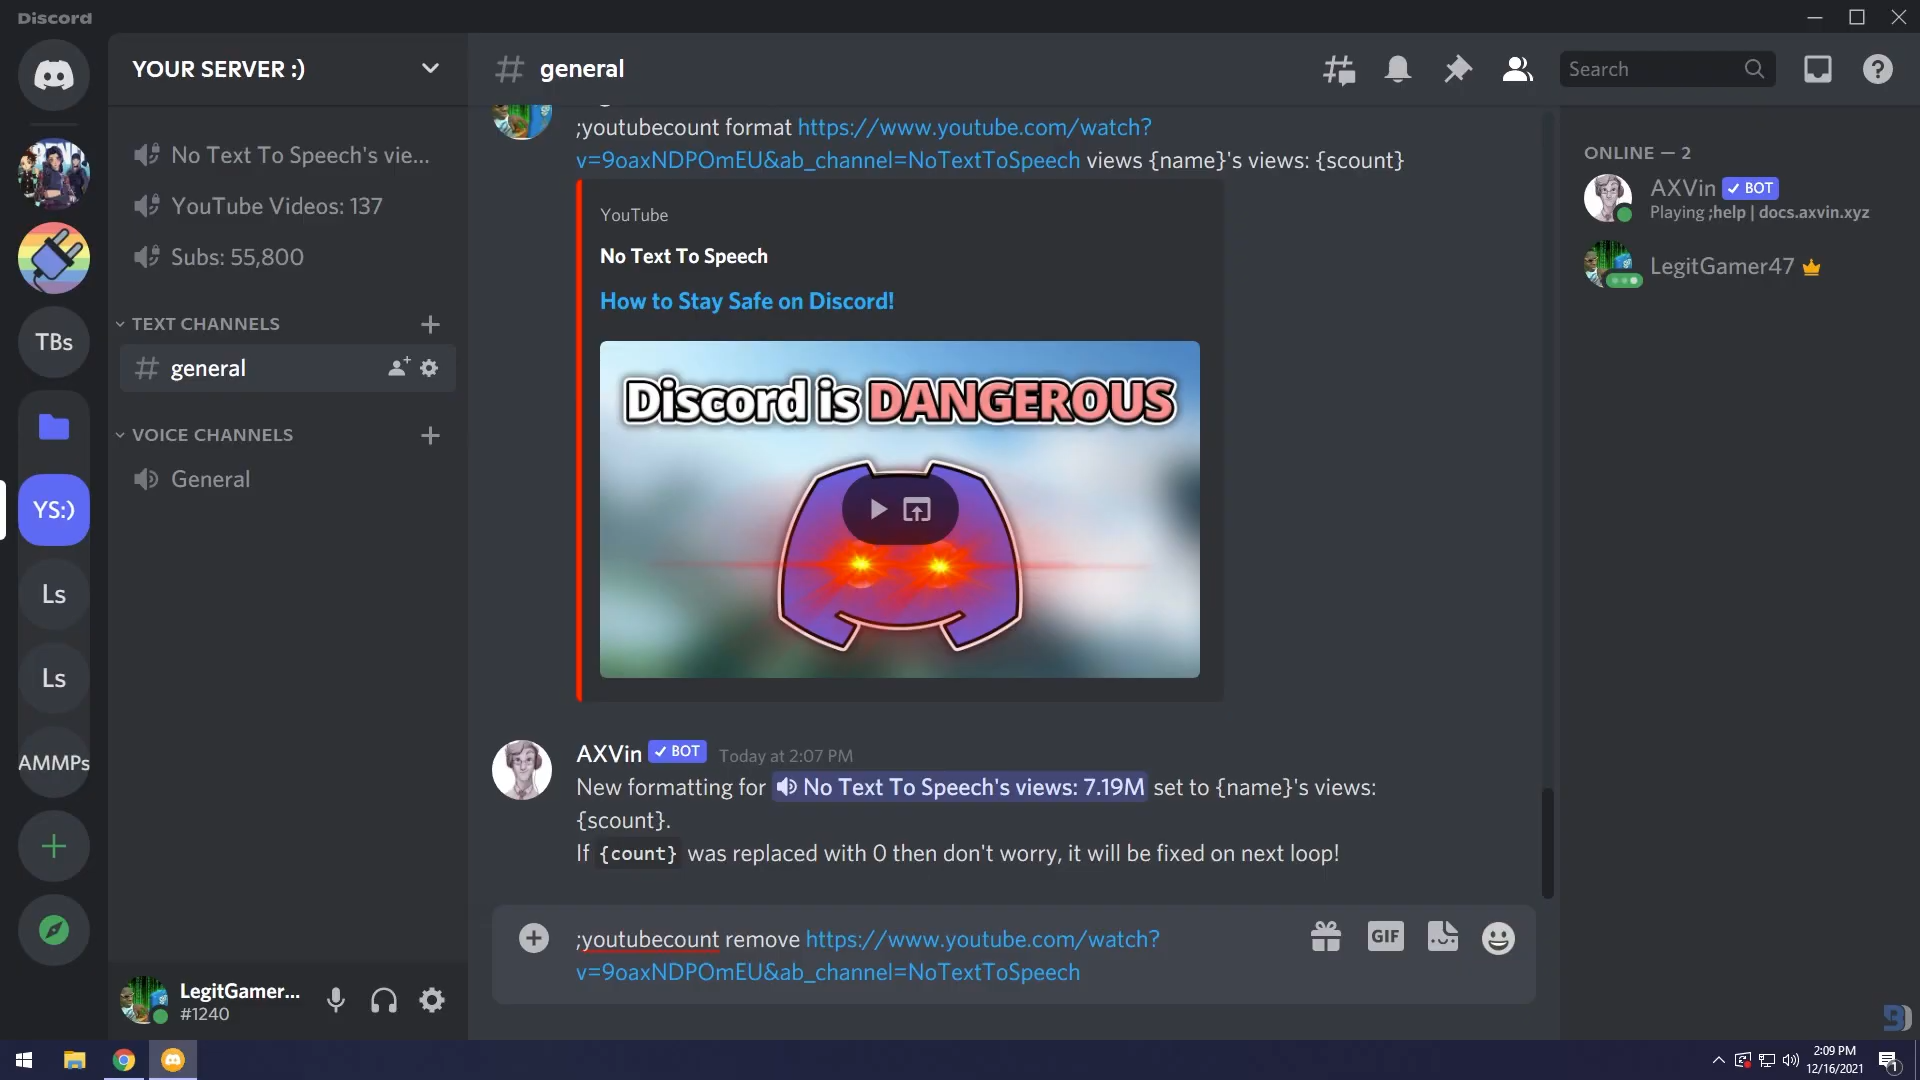 Discord
YOUR SERVER :)
general
Search
No Text To Speech's vie...
YouTube Videos: 137
Subs: 55,800
TEXT CHANNELS
general
VOICE CHANNELS
General
TBs
YS:)
Ls
Ls
AMMPs
LegitGamer...
#1240
;youtubecount format https://www.youtube.com/watch?
v=9oaxNDPOmEU&ab_channel=NoTextToSpeech views {name}'s views: {scount}
YouTube
No Text To Speech
How to Stay Safe on Discord!
Discord is DANGEROUS
AXVin BOT Today at 2:07 PM
New formatting for No Text To Speech's views: 7.19M set to {name}'s views:
{scount}.
If {count} was replaced with 0 then don't worry, it will be fixed on next loop!
;youtubecount remove https://www.youtube.com/watch?
v=9oaxNDPOmEU&ab_channel=NoTextToSpeech
GIF
ONLINE — 2
AXVin BOT
Playing ;help | docs.axvin.xyz
LegitGamer47
2:09 PM
12/16/2021
1